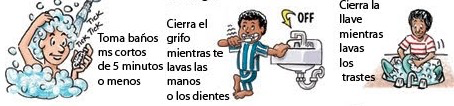 TICK
TICK
TICK
Toma baños
ms cortos
de 5 minutos
o menos
Cierra el
grifo
mientras te
lavas las
manos
o los dientes
OFF
Cierra la
llave
mientras
lavas
los
trastes